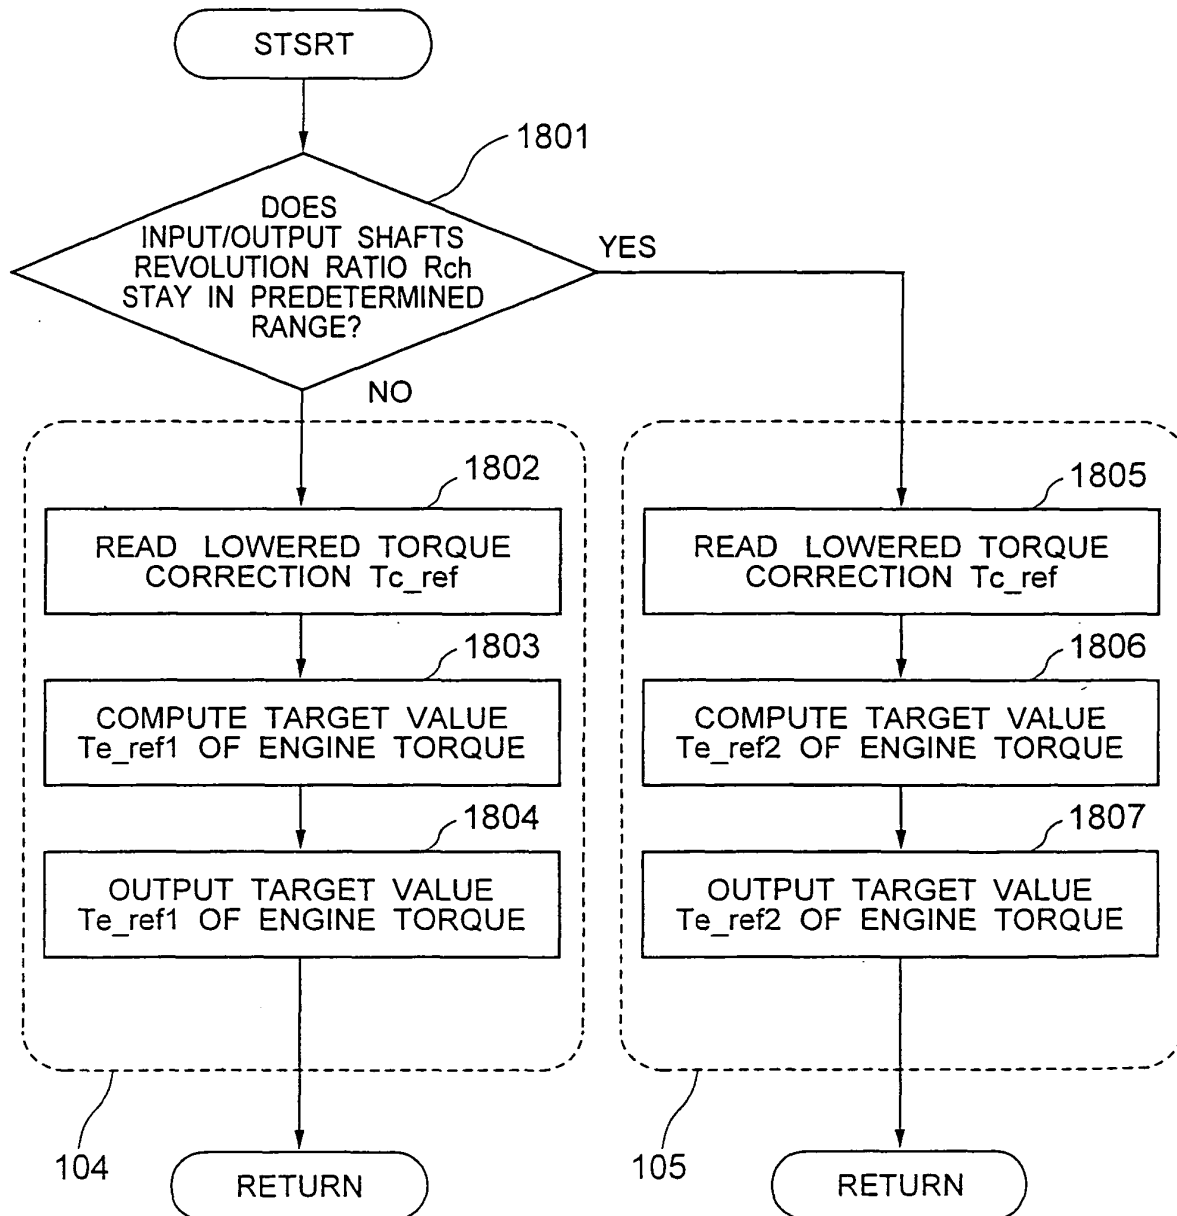 STSRT
1801
DOES
INPUT/OUTPUT SHAFTS
REVOLUTION RATIO Rch
STAY IN PREDETERMINED
RANGE?
YES
NO
1802
READ LOWERED TORQUE
CORRECTION Tc_ref
1803
COMPUTE TARGET VALUE
Te_ref1 OF ENGINE TORQUE
1804
OUTPUT TARGET VALUE
Te_ref1 OF ENGINE TORQUE
104
RETURN
1805
READ LOWERED TORQUE
CORRECTION Tc_ref
1806
COMPUTE TARGET VALUE
Te_ref2 OF ENGINE TORQUE
1807
OUTPUT TARGET VALUE
Te_ref2 OF ENGINE TORQUE
105
RETURN